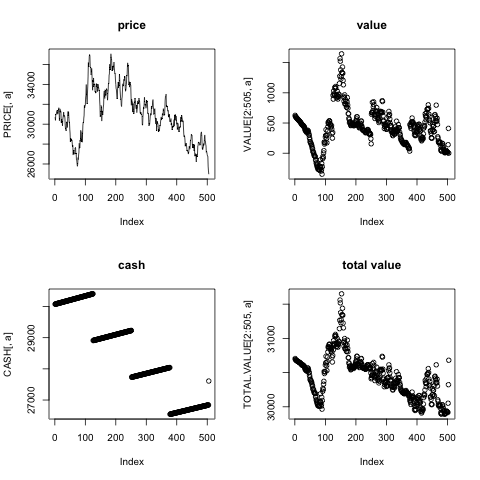 price
PRICE[, a]
26000 30000 34000
0 100 200 300 400 500
Index
value
VALUE[2:505, a]
0 500 1000
0 100 200 300 400 500
Index
cash
CASH[, a]
27000 29000
0 100 200 300 400 500
Index
total value
TOTAL.VALUE[2:505, a]
30000 31000
0 100 200 300 400 500
Index